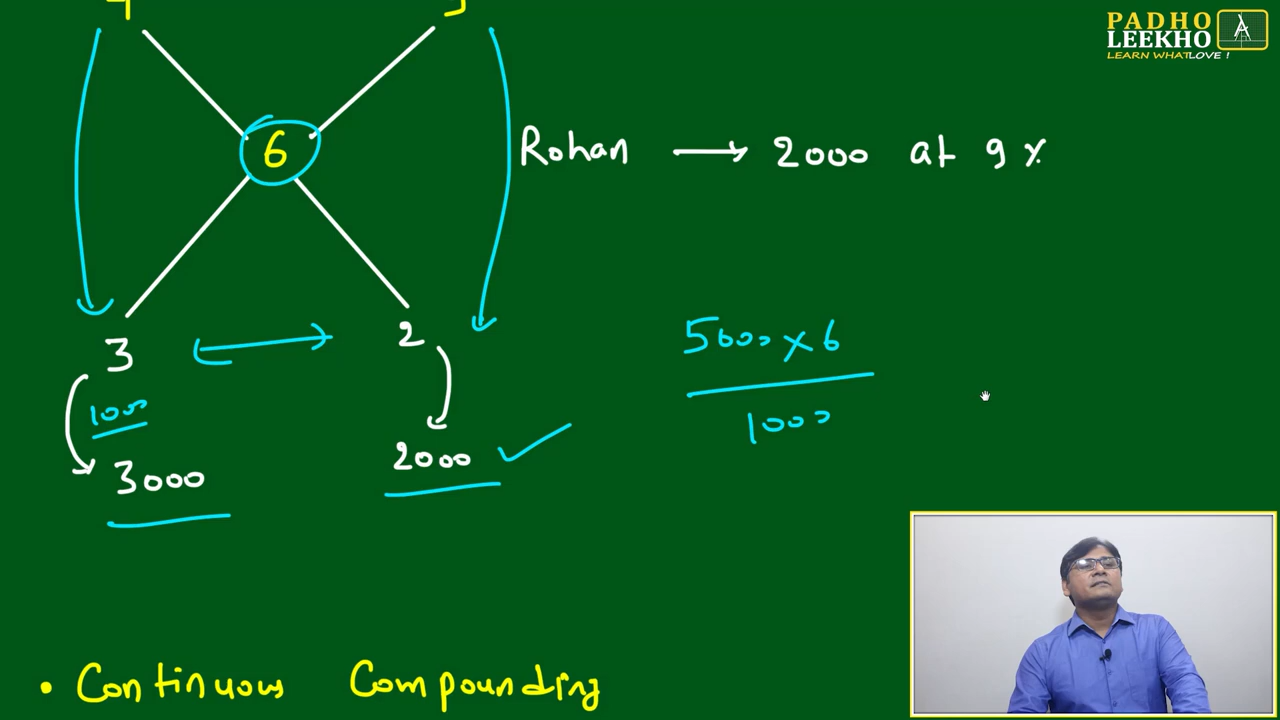 PADHO
LEEKHO
LEARN WHAT LOVE !
6
Rohan → 2000 at 9 %
3 ↔ 2
5000 × 6
1000
1000
3000
2000 ✓
• Continuous Compounding